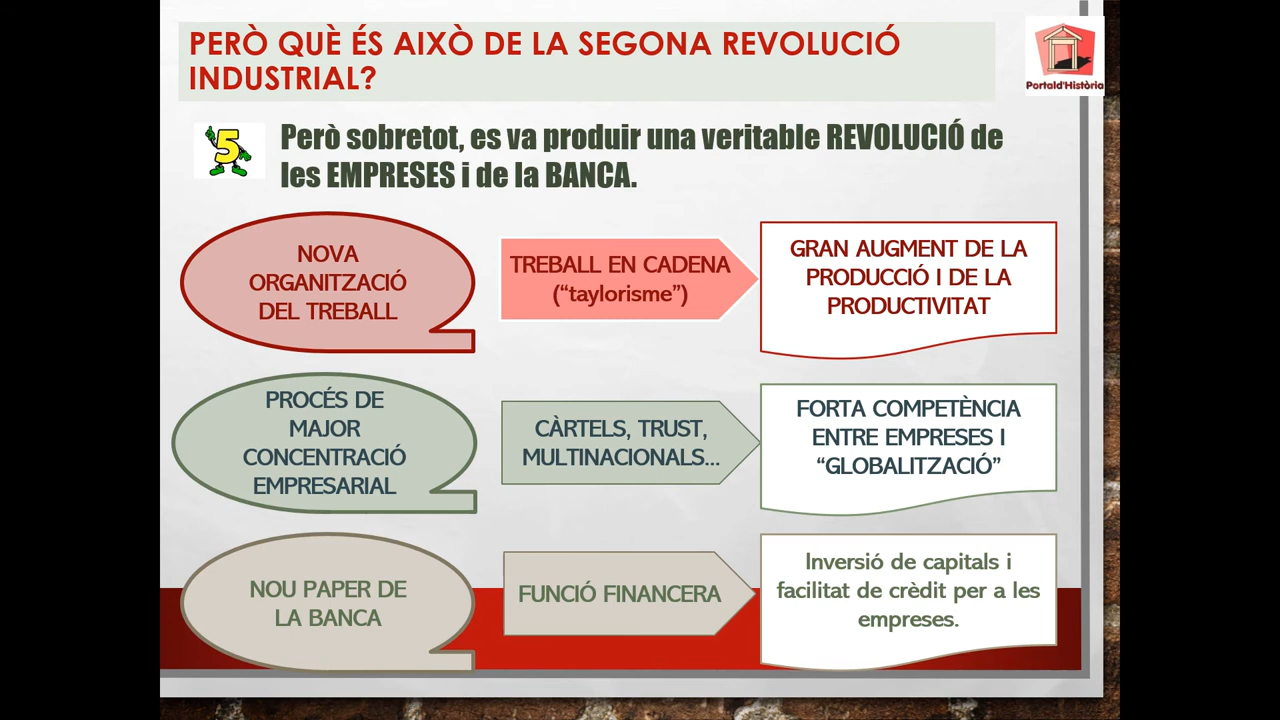 PERÒ QUÈ ÉS AIXÒ DE LA SEGONA REVOLUCIÓ
INDUSTRIAL?
Portald'Història
5
Però sobretot, es va produir una veritable REVOLUCIÓ de
les EMPRESES i de la BANCA.
NOVA
ORGANITZACIÓ
DEL TREBALL
TREBALL EN CADENA
(“taylorisme”)
GRAN AUGMENT DE LA
PRODUCCIÓ I DE LA
PRODUCTIVITAT
PROCÉS DE
MAJOR
CONCENTRACIÓ
EMPRESARIAL
CÀRTELS, TRUST,
MULTINACIONALS...
FORTA COMPETÈNCIA
ENTRE EMPRESES I
“GLOBALITZACIÓ”
NOU PAPER DE
LA BANCA
FUNCIÓ FINANCERA
Inversió de capitals i
facilitat de crèdit per a les
empreses.